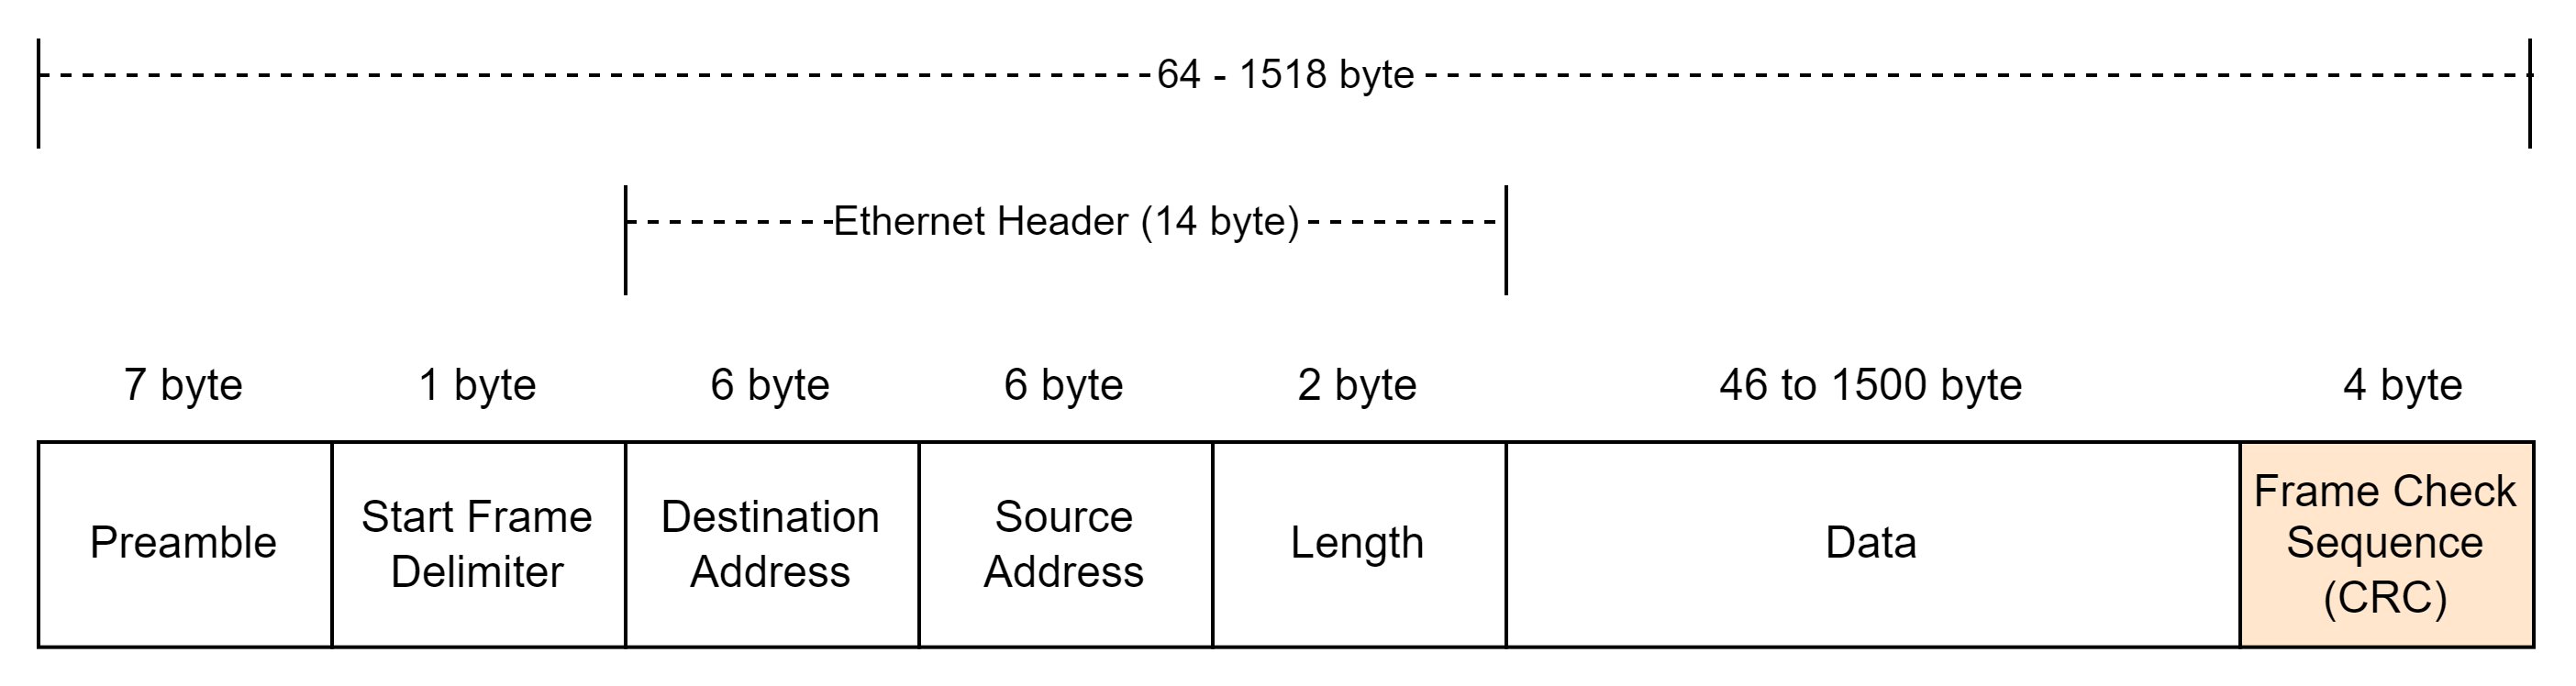 64 - 1518 byte
Ethernet Header (14 byte)
7 byte
1 byte
6 byte
6 byte
2 byte
46 to 1500 byte
4 byte
Preamble
Start Frame
Delimiter
Destination
Address
Source
Address
Length
Data
Frame Check
Sequence
(CRC)